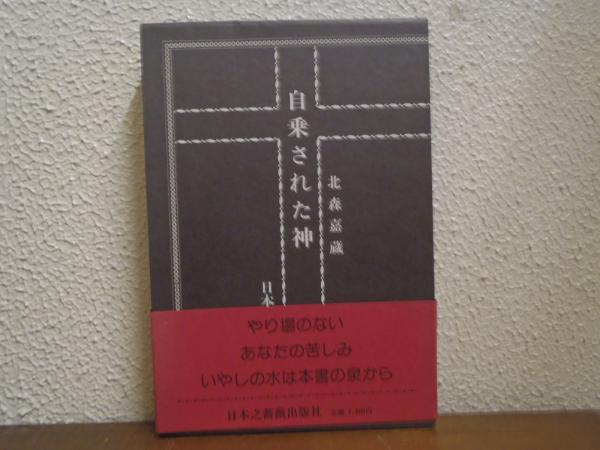 自乗された神
北森嘉蔵
日本
やり場のない
あなたの苦しみ
いやしの水は本書の泉から
日本之薔薇出版社